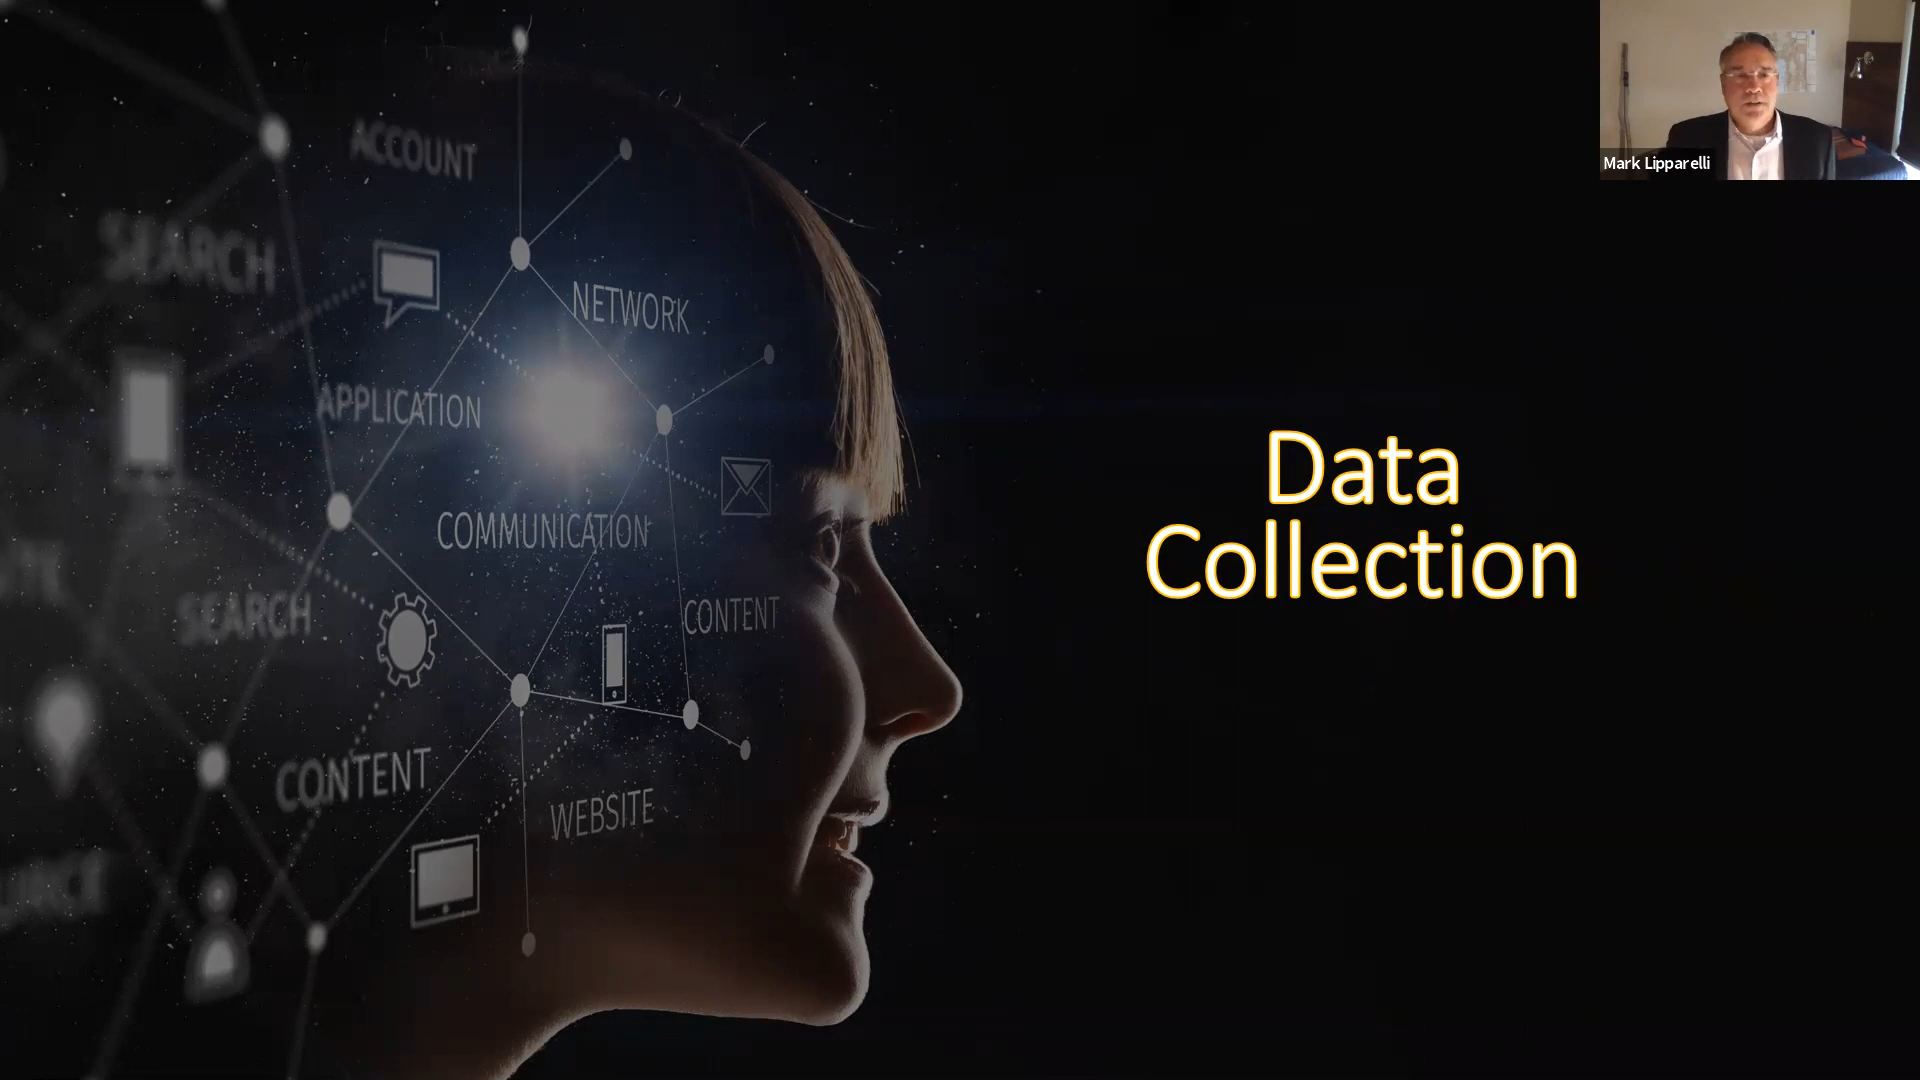 Mark Lipparelli
ACCOUNT
SEARCH
NETWORK
APPLICATION
COMMUNICATION
SEARCH
CONTENT
CONTENT
WEBSITE
Data
Collection